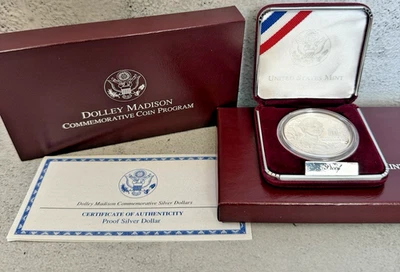 DOLLEY MADISON
COMMEMORATIVE COIN PROGRAM
UNITED STATES MINT
Dolley Madison Commemorative Silver Dollars
CERTIFICATE OF AUTHENTICITY
Proof Silver Dollar
Proof